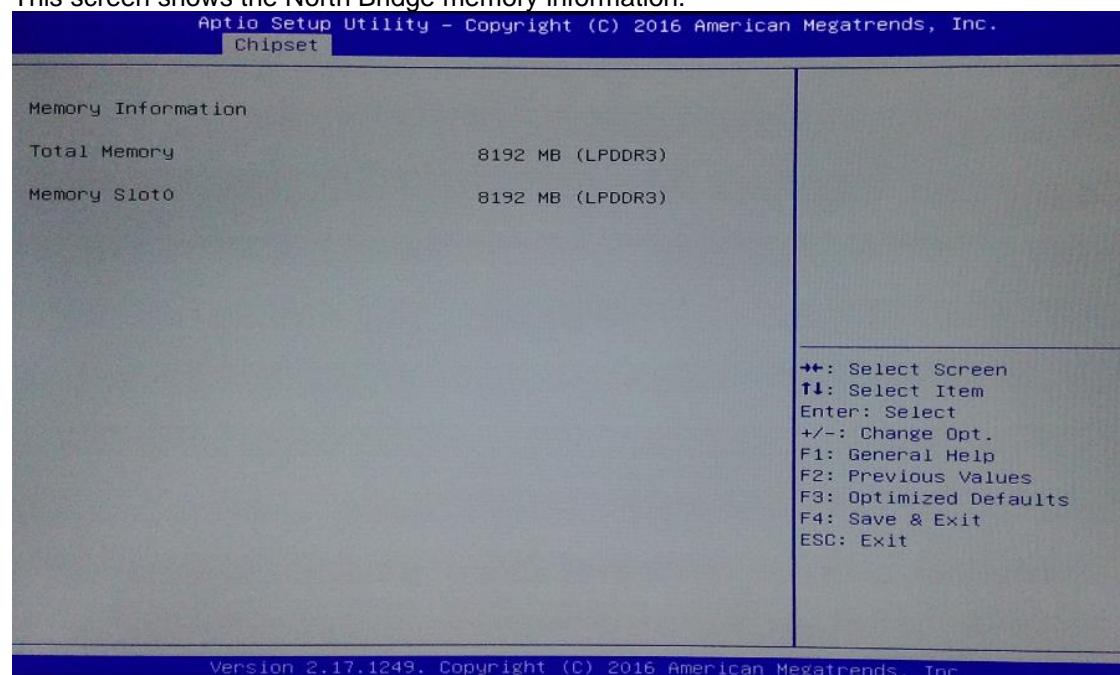 This screen shows the North Bridge memory information.
Aptio Setup Utility – Copyright (C) 2016 American Megatrends, Inc.
Chipset
Memory Information
Total Memory 8192 MB (LPDDR3)
Memory Slot0 8192 MB (LPDDR3)
→←: Select Screen
↑↓: Select Item
Enter: Select
+/-: Change Opt.
F1: General Help
F2: Previous Values
F3: Optimized Defaults
F4: Save & Exit
ESC: Exit
Version 2.17.1249. Copyright (C) 2016 American Megatrends, Inc